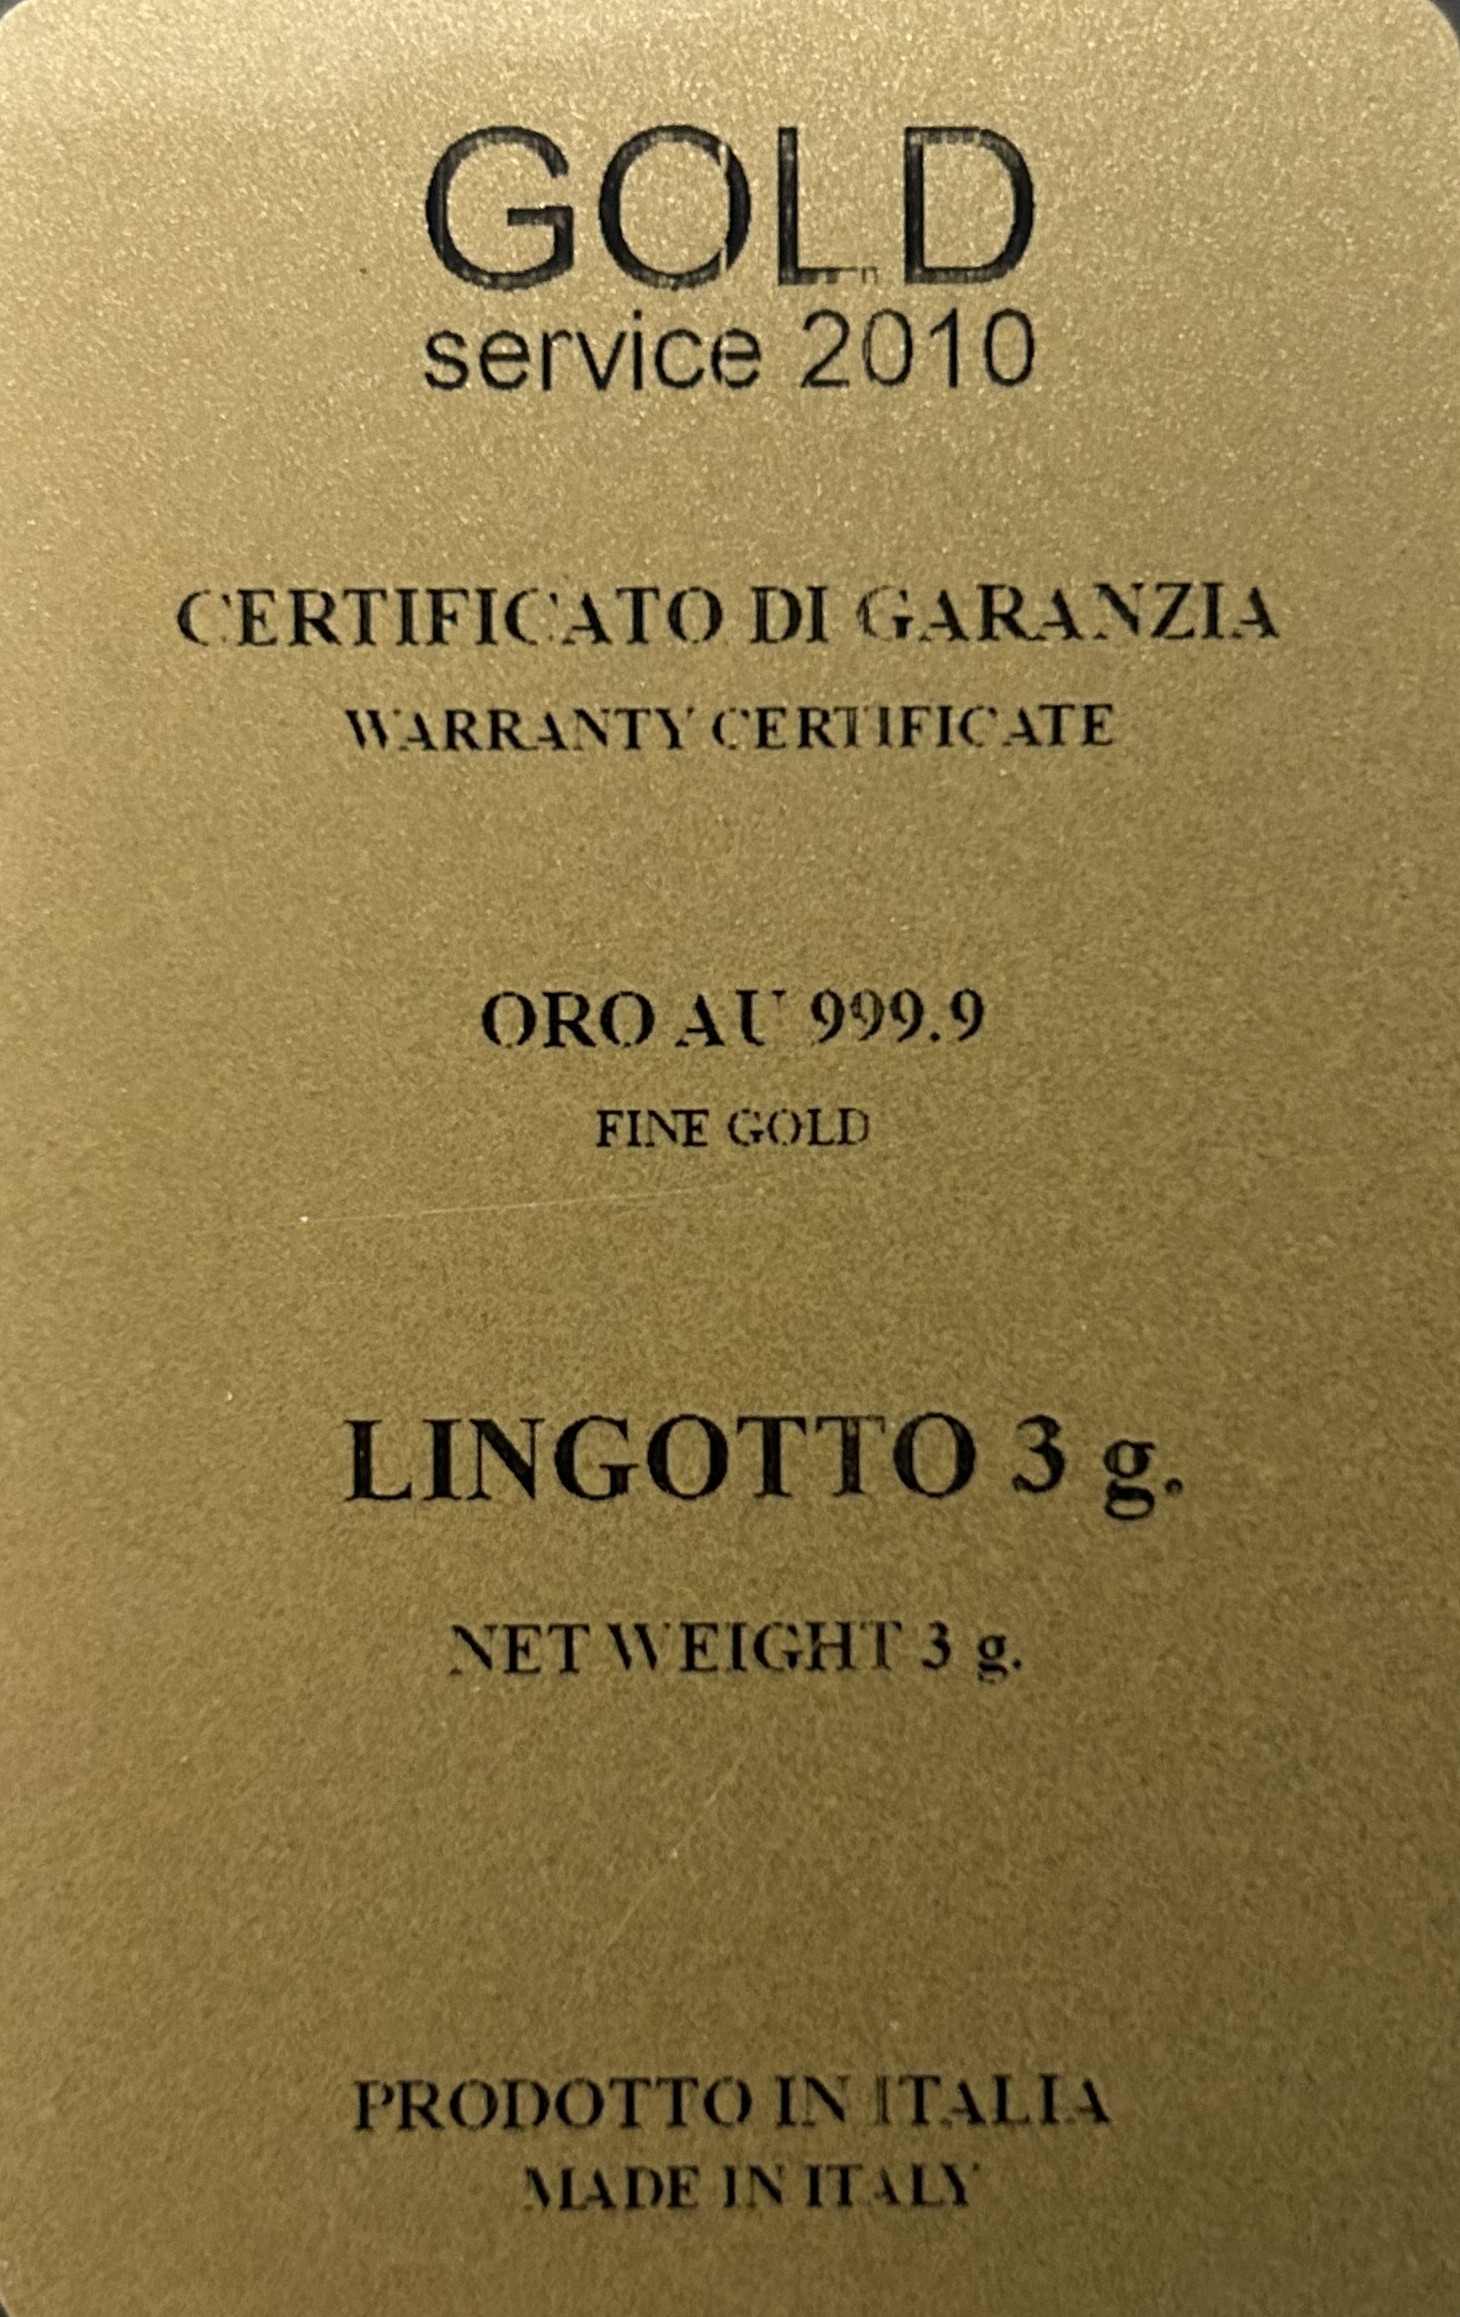 GOLD
service 2010
CERTIFICATO DI GARANZIA
WARRANTY CERTIFICATE
ORO AU 999.9
FINE GOLD
LINGOTTO 3 g.
NET WEIGHT 3 g.
PRODOTTO IN ITALIA
MADE IN ITALY